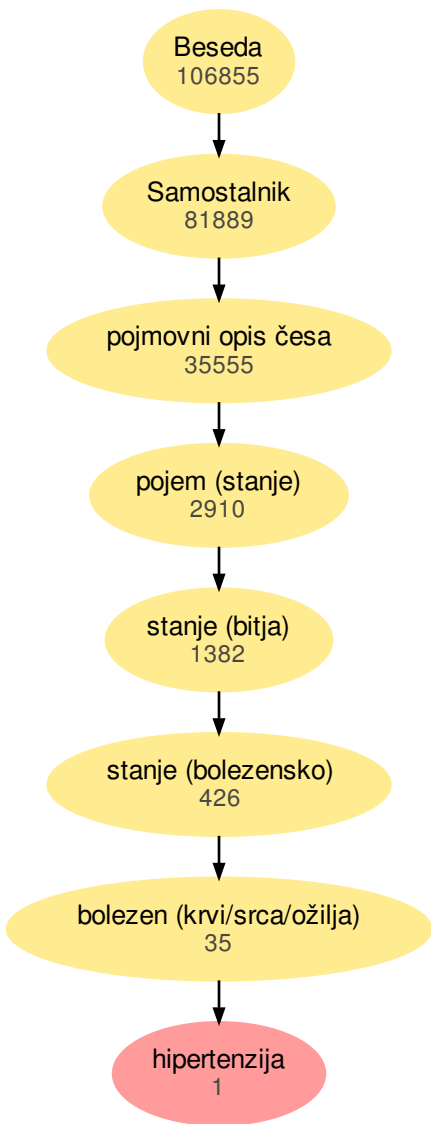 Beseda
106855
Samostalnik
81889
pojmovni opis česa
35555
pojem (stanje)
2910
stanje (bitja)
1382
stanje (bolezensko)
426
bolezen (krvi/srca/ožilja)
35
hipertenzija
1